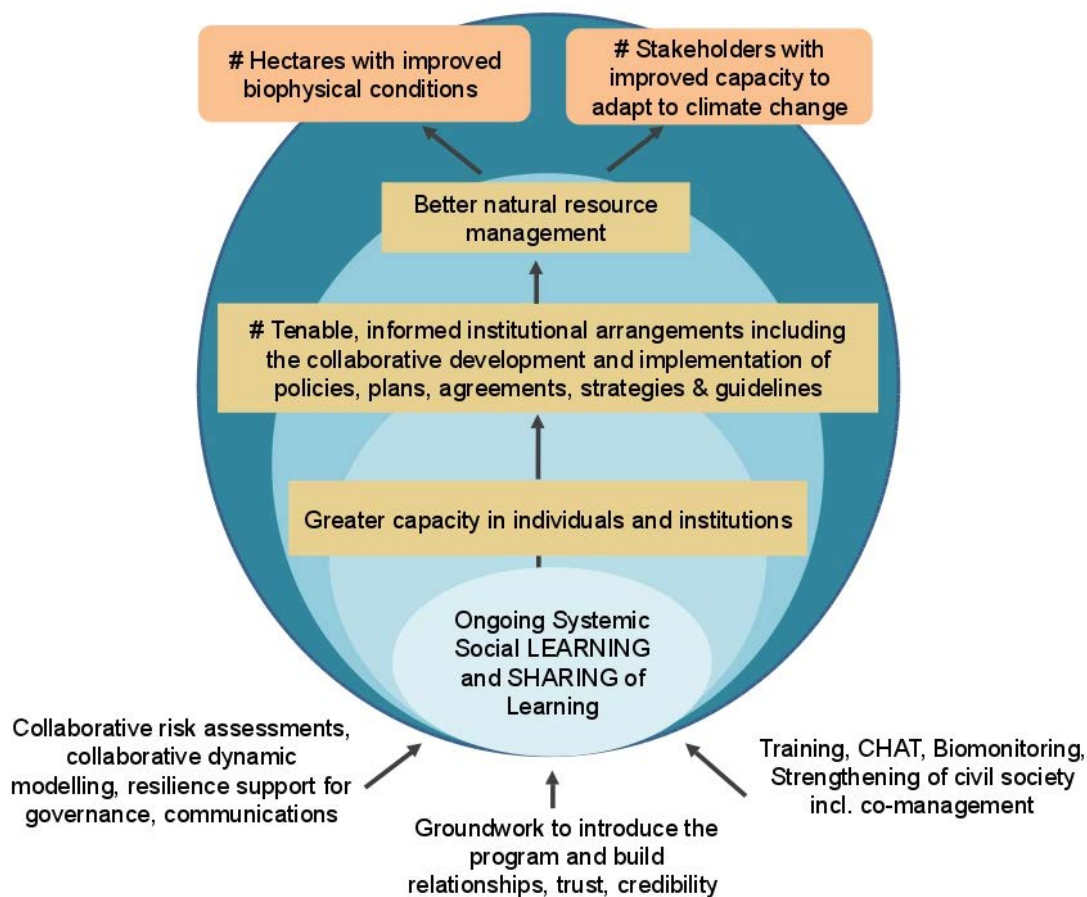 # Hectares with improved
biophysical conditions
# Stakeholders with
improved capacity to
adapt to climate change
Better natural resource
management
# Tenable, informed institutional arrangements including
the collaborative development and implementation of
policies, plans, agreements, strategies & guidelines
Greater capacity in individuals and institutions
Ongoing Systemic
Social LEARNING
and SHARING of
Learning
Collaborative risk assessments,
collaborative dynamic
modelling, resilience support for
governance, communications
Groundwork to introduce the
program and build
relationships, trust, credibility
Training, CHAT, Biomonitoring,
Strengthening of civil society
incl. co-management